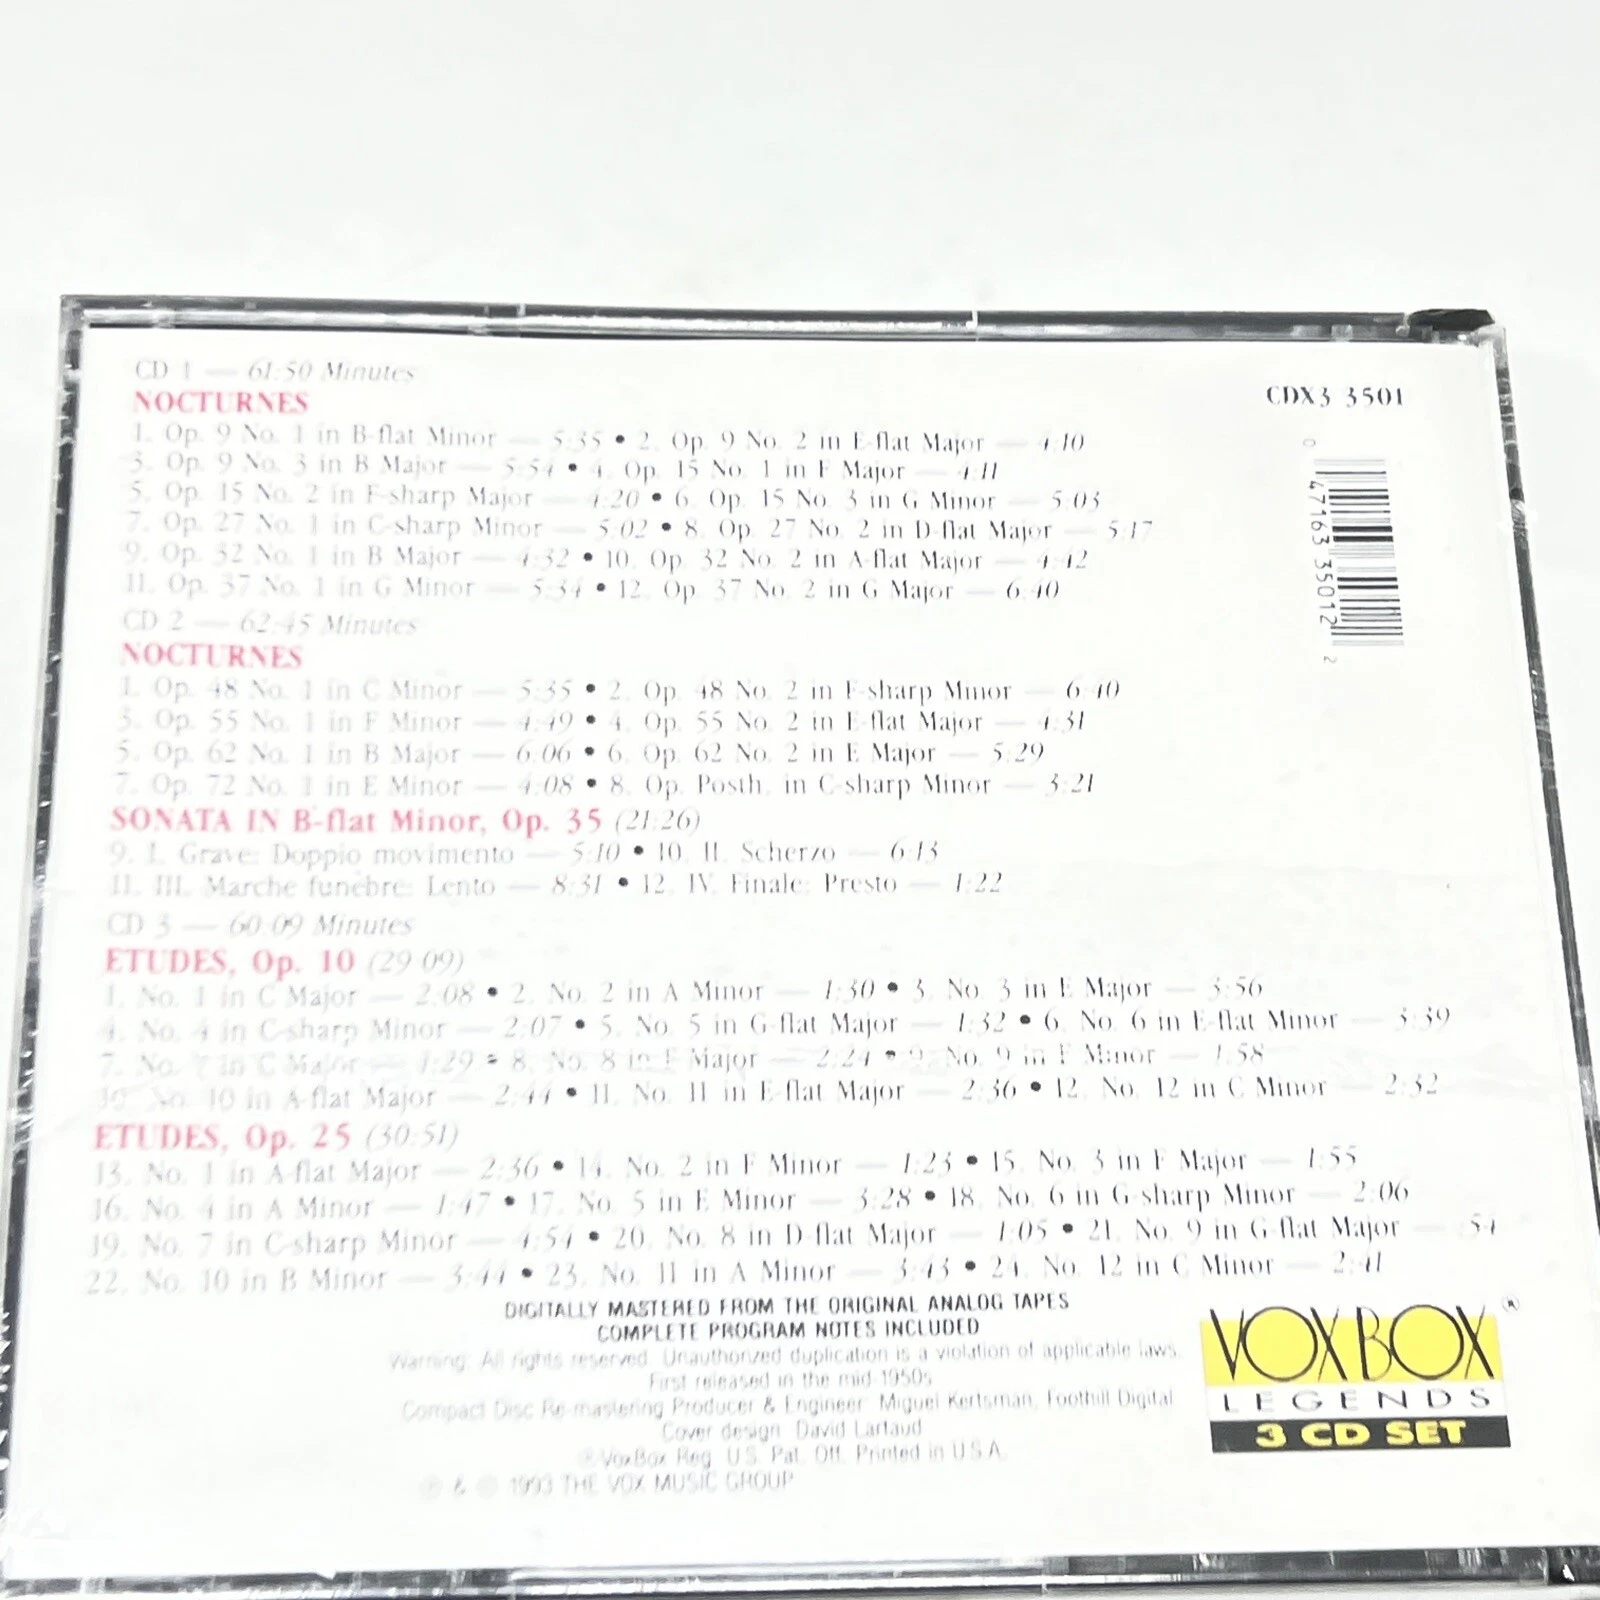 CD 1 — 61:50 Minutes
NOCTURNES
1. Op. 9 No. 1 in B-flat Minor — 5:35 • 2. Op. 9 No. 2 in E-flat Major — 4:10
3. Op. 9 No. 3 in B Major — 5:54 • 4. Op. 15 No. 1 in F Major — 4:11
5. Op. 15 No. 2 in F-sharp Major — 4:20 • 6. Op. 15 No. 3 in G Minor — 5:03
7. Op. 27 No. 1 in C-sharp Minor — 5:02 • 8. Op. 27 No. 2 in D-flat Major — 5:17
9. Op. 32 No. 1 in B Major — 4:32 • 10. Op. 32 No. 2 in A-flat Major — 4:42
11. Op. 37 No. 1 in G Minor — 5:34 • 12. Op. 37 No. 2 in G Major — 6:40
CD 2 — 62:45 Minutes
NOCTURNES
1. Op. 48 No. 1 in C Minor — 5:35 • 2. Op. 48 No. 2 in F-sharp Minor — 6:40
3. Op. 55 No. 1 in F Minor — 4:49 • 4. Op. 55 No. 2 in E-flat Major — 4:31
5. Op. 62 No. 1 in B Major — 6:06 • 6. Op. 62 No. 2 in E Major — 5:29
7. Op. 72 No. 1 in E Minor — 4:08 • 8. Op. Posth. in C-sharp Minor — 3:21
SONATA IN B-flat Minor, Op. 35 (21:26)
9. I. Grave: Doppio movimento — 5:10 • 10. II. Scherzo — 6:13
11. III. Marche funèbre: Lento — 8:31 • 12. IV. Finale: Presto — 1:22
CD 3 — 60:09 Minutes
ETUDES, Op. 10 (29:09)
1. No. 1 in C Major — 2:08 • 2. No. 2 in A Minor — 1:30 • 3. No. 3 in E Major — 3:56
4. No. 4 in C-sharp Minor — 2:07 • 5. No. 5 in G-flat Major — 1:32 • 6. No. 6 in E-flat Minor — 3:39
7. No. 7 in C Major — 1:29 • 8. No. 8 in F Major — 2:24 • 9. No. 9 in F Minor — 1:58
10. No. 10 in A-flat Major — 2:44 • 11. No. 11 in E-flat Major — 2:36 • 12. No. 12 in C Minor — 2:32
ETUDES, Op. 25 (30:51)
13. No. 1 in A-flat Major — 2:36 • 14. No. 2 in F Minor — 1:23 • 15. No. 3 in F Major — 1:55
16. No. 4 in A Minor — 1:47 • 17. No. 5 in E Minor — 3:28 • 18. No. 6 in G-sharp Minor — 2:06
19. No. 7 in C-sharp Minor — 4:54 • 20. No. 8 in D-flat Major — 1:05 • 21. No. 9 in G-flat Major — :54
22. No. 10 in B Minor — 3:44 • 23. No. 11 in A Minor — 3:43 • 24. No. 12 in C Minor — 2:41
DIGITALLY MASTERED FROM THE ORIGINAL ANALOG TAPES
COMPLETE PROGRAM NOTES INCLUDED
Warning: All rights reserved. Unauthorized duplication is a violation of applicable laws.
First released in the mid-1950s
Compact Disc Re-mastering Producer & Engineer: Miguel Kertsman, Foothill Digital
Cover design: David Lartaud
®VoxBox Reg. U.S. Pat. Off. Printed in U.S.A.
℗ & © 1993 THE VOX MUSIC GROUP
CDX3 3501
0 47163 35012 2
VOXBOX®
LEGENDS
3 CD SET